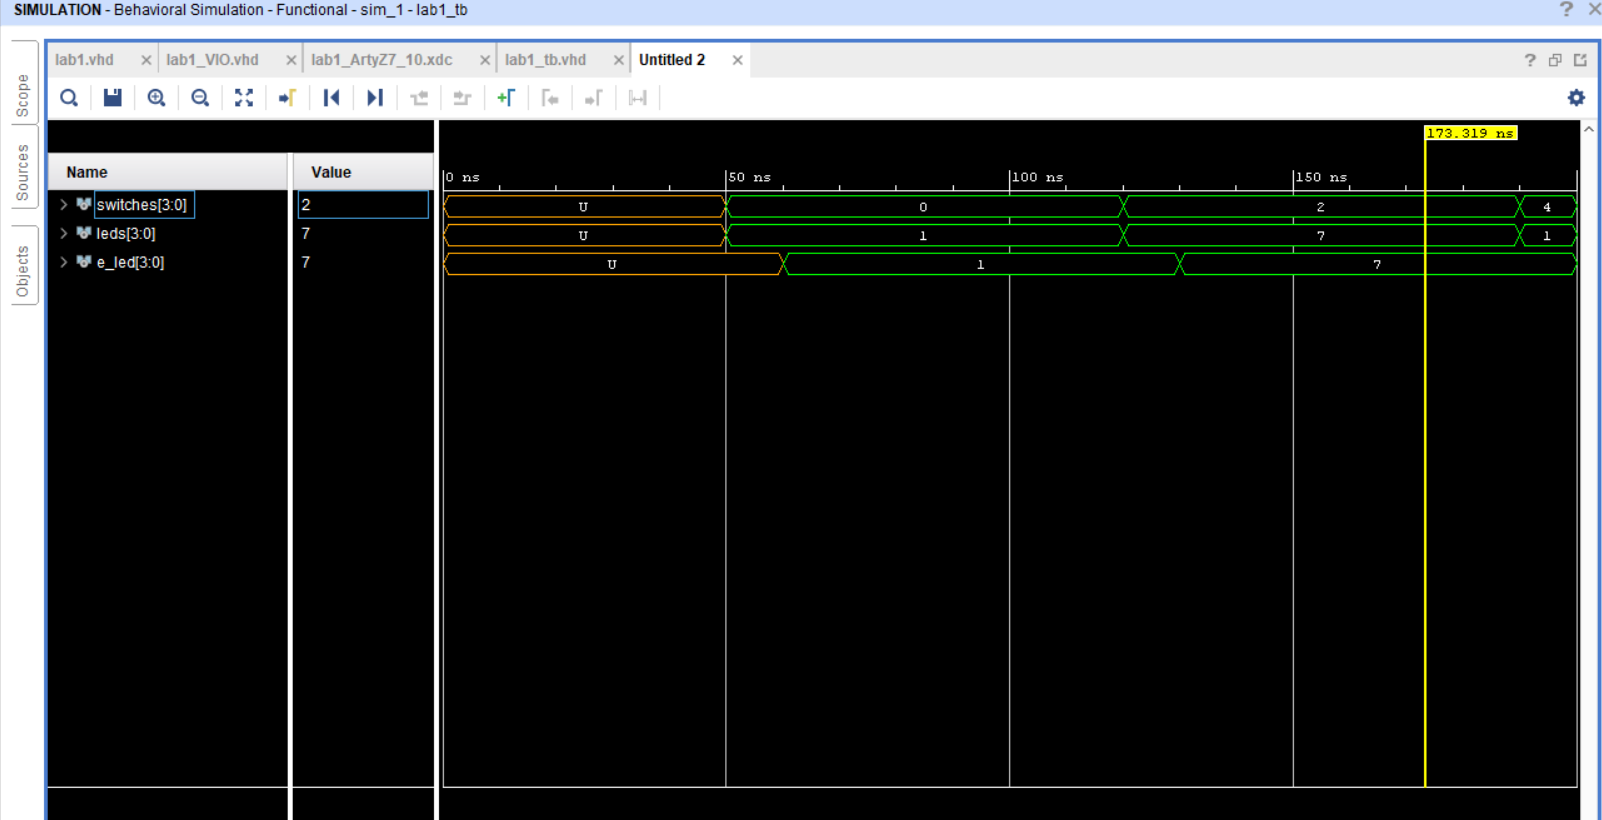 SIMULATION - Behavioral Simulation - Functional - sim_1 - lab1_tb
lab1.vhd lab1_VIO.vhd lab1_ArtyZ7_10.xdc lab1_tb.vhd Untitled 2
Scope
Sources
Objects
173.319 ns
Name Value
0 ns 50 ns 100 ns 150 ns
switches[3:0] 2 U 0 2 4
leds[3:0] 7 U 1 7 1
e_led[3:0] 7 U 1 7